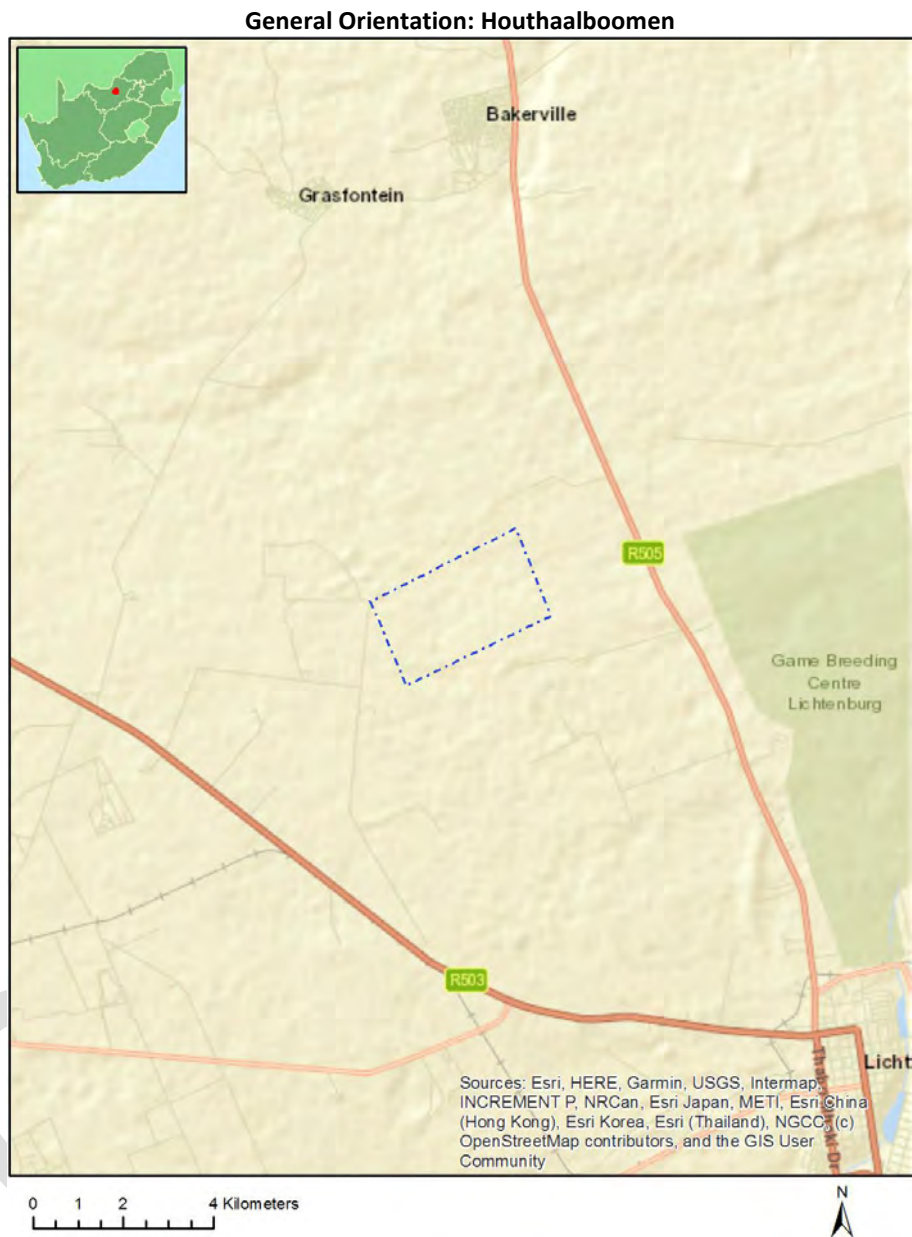 General Orientation: Houthaalboomen
Bakerville
Grasfontein
R505
Game Breeding
Centre
Lichtenburg
R503
Licht
Sources: Esri, HERE, Garmin, USGS, Intermap,
INCREMENT P, NRCan, Esri Japan, METI, Esri China
(Hong Kong), Esri Korea, Esri (Thailand), NGCC, (c)
OpenStreetMap contributors, and the GIS User
Community
0 1 2 4 Kilometers
N